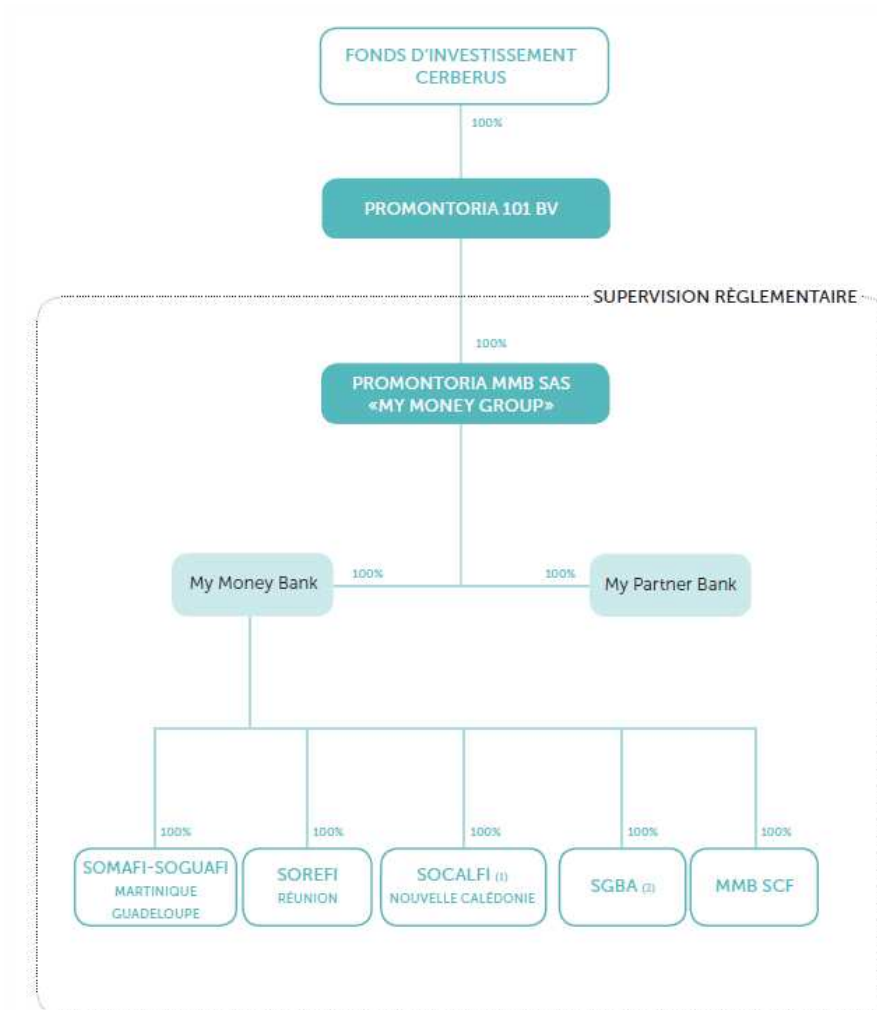 FONDS D'INVESTISSEMENT
CERBERUS
100%
PROMONTORIA 101 BV
SUPERVISION RÈGLEMENTAIRE
100%
PROMONTORIA MMB SAS
«MY MONEY GROUP»
My Money Bank
100%
100%
My Partner Bank
100%
100%
100%
100%
100%
SOMAFI-SOGUAFI
MARTINIQUE
GUADELOUPE
SOREFI
RÉUNION
SOCALFI (1)
NOUVELLE CALÉDONIE
SGBA (2)
MMB SCF